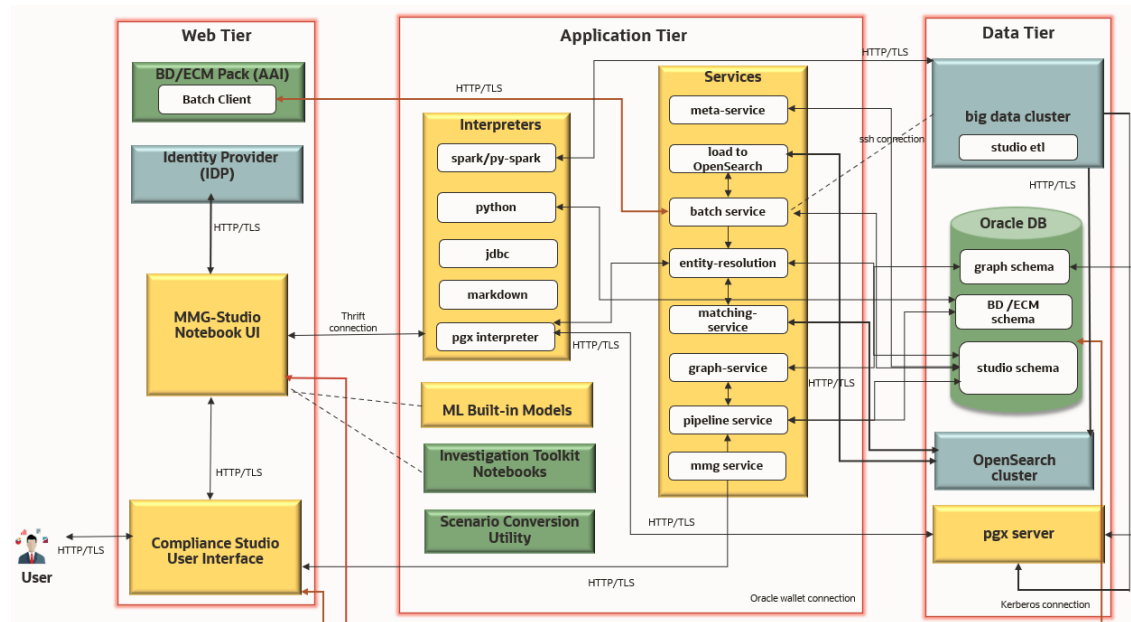 Web Tier
Application Tier
Data Tier
BD/ECM Pack (AAI)
Batch Client
HTTP/TLS
Identity Provider
(IDP)
HTTP/TLS
MMG-Studio
Notebook UI
Thrift
connection
HTTP/TLS
Compliance Studio
User Interface
User
HTTP/TLS
Interpreters
spark/py-spark
python
jdbc
markdown
pgx interpreter
HTTP/TLS
ML Built-in Models
Investigation Toolkit
Notebooks
Scenario Conversion
Utility
Services
meta-service
load to
OpenSearch
batch service
entity-resolution
matching-
service
graph-service
pipeline service
mmg service
HTTP/TLS
HTTP/TLS
HTTP/TLS
Oracle wallet connection
HTTP/TLS
ssh connection
big data cluster
studio etl
HTTP/TLS
Oracle DB
graph schema
BD /ECM
schema
studio schema
OpenSearch
cluster
pgx server
Kerberos connection